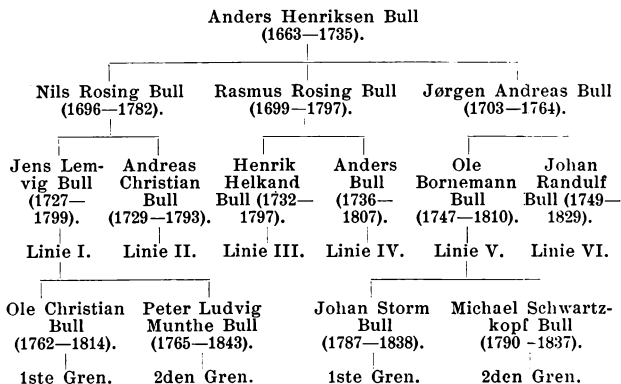 Anders Henriksen Bull
(1663—1735).
Nils Rosing Bull
(1696—1782).
Rasmus Rosing Bull
(1699—1797).
Jørgen Andreas Bull
(1703—1764).
Jens Lem-
vig Bull
(1727—
1799).
Andreas
Christian
Bull
(1729—1793).
Henrik
Helkand
Bull (1732—
1797).
Anders
Bull
(1736—
1807).
Ole
Bornemann
Bull
(1747—1810).
Johan
Randulf
Bull (1749—
1829).
Linie I.
Linie II.
Linie III.
Linie IV.
Linie V.
Linie VI.
Ole Christian
Bull
(1762—1814).
Peter Ludvig
Munthe Bull
(1765—1843).
Johan Storm
Bull
(1787—1838).
Michael Schwartz-
kopf Bull
(1790 -1837).
1ste Gren.
2den Gren.
1ste Gren.
2den Gren.